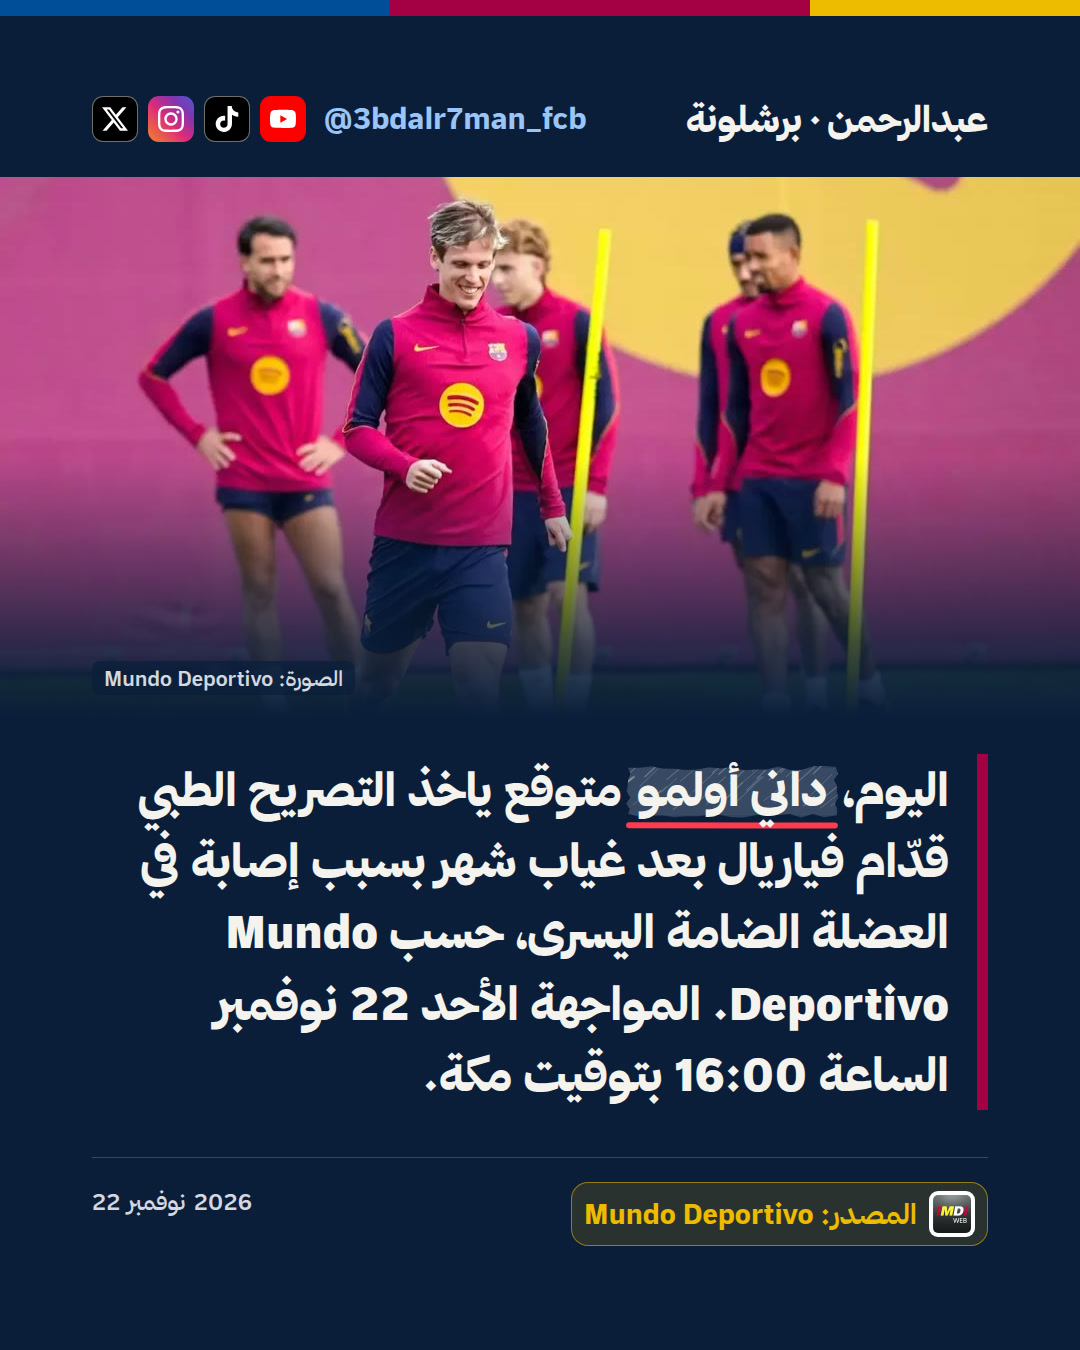 عبدالرحمن · برشلونة
@3bdalr7man_fcb
الصورة: Mundo Deportivo
اليوم، داني أولمو متوقع ياخذ التصريح الطبي
قدّام فياريال بعد غياب شهر بسبب إصابة في
العضلة الضامة اليسرى، حسب Mundo
Deportivo. المواجهة الأحد 22 نوفمبر
الساعة 16:00 بتوقيت مكة.
المصدر: Mundo Deportivo
MD
WEB
22 نوفمبر 2026